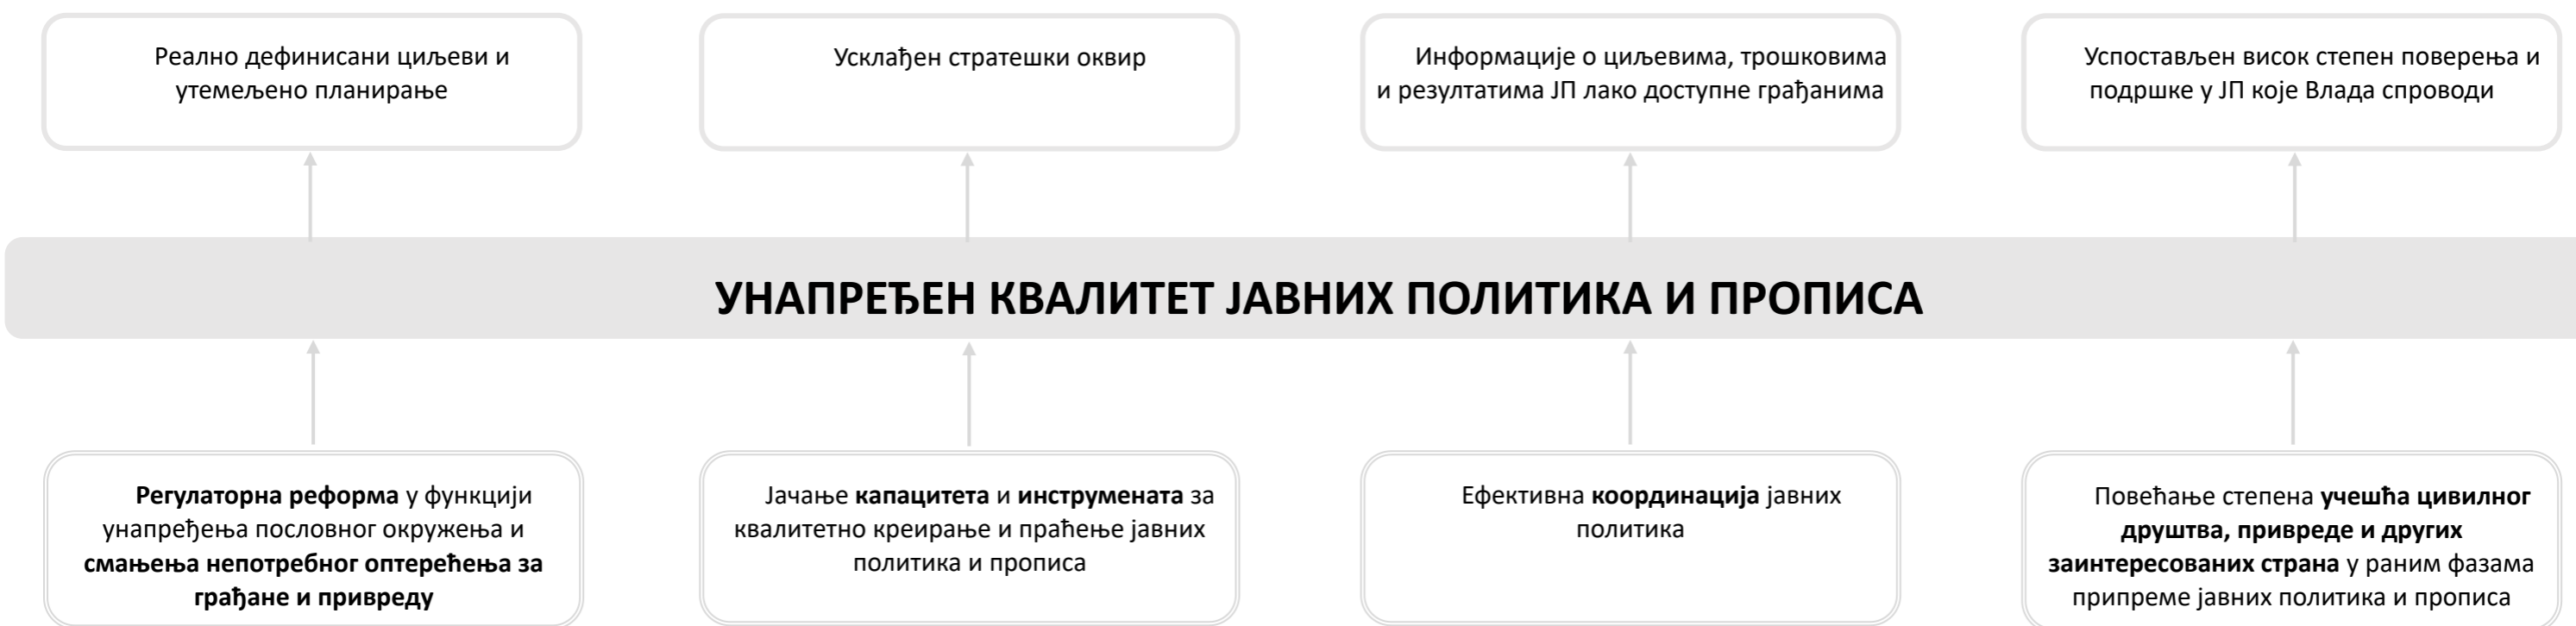 Реално дефинисани циљеви и
утемељено планирање
Усклађен стратешки оквир
Информације о циљевима, трошковима
и резултатима ЈП лако доступне грађанима
Успостављен висок степен поверења и
подршке у ЈП које Влада спроводи
УНАПРЕЂЕН КВАЛИТЕТ ЈАВНИХ ПОЛИТИКА И ПРОПИСА
Регулаторна реформа у функцији
унапређења пословног окружења и
смањења непотребног оптерећења за
грађане и привреду
Јачање капацитета и инструмената за
квалитетно креирање и праћење јавних
политика и прописа
Ефективна координација јавних
политика
Повећање степена учешћа цивилног
друштва, привреде и других
заинтересованих страна у раним фазама
припреме јавних политика и прописа